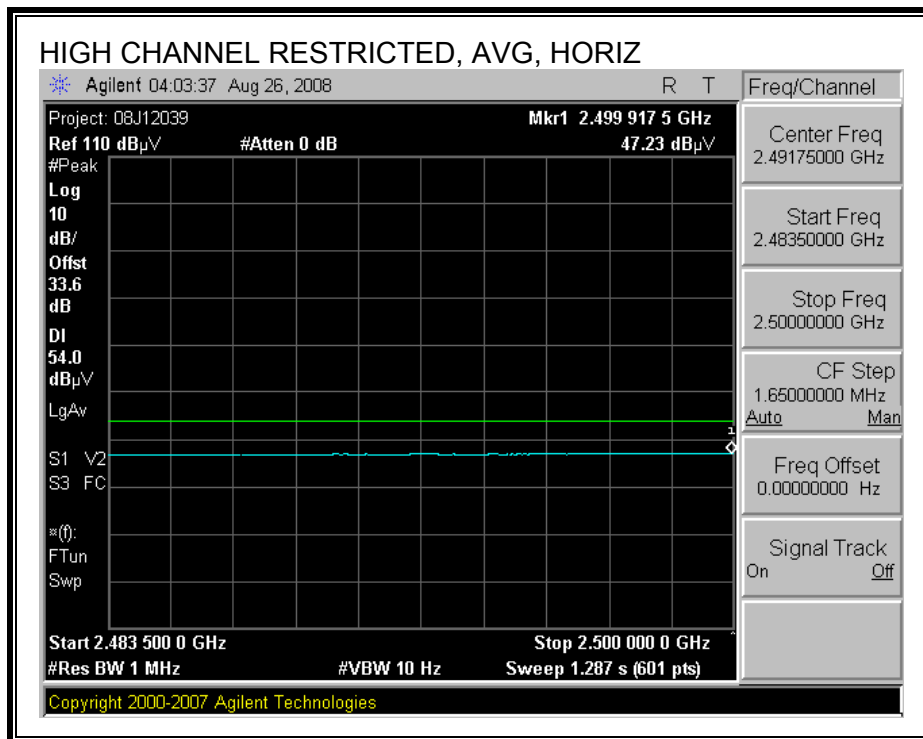 HIGH CHANNEL RESTRICTED, AVG, HORIZ
Agilent 04:03:37 Aug 26, 2008 R T
Project: 08J12039 Mkr1 2.499 917 5 GHz
Ref 110 dBµV #Atten 0 dB 47.23 dBµV
#Peak
Log
10
dB/
Offst
33.6
dB
DI
54.0
dBµV
LgAv
1
S1 V2
S3 FC
¤(f):
FTun
Swp
Start 2.483 500 0 GHz Stop 2.500 000 0 GHz
#Res BW 1 MHz #VBW 10 Hz Sweep 1.287 s (601 pts)
Copyright 2000-2007 Agilent Technologies
Freq/Channel
Center Freq
2.49175000 GHz
Start Freq
2.48350000 GHz
Stop Freq
2.50000000 GHz
CF Step
1.65000000 MHz
Auto Man
Freq Offset
0.00000000 Hz
Signal Track
On Off